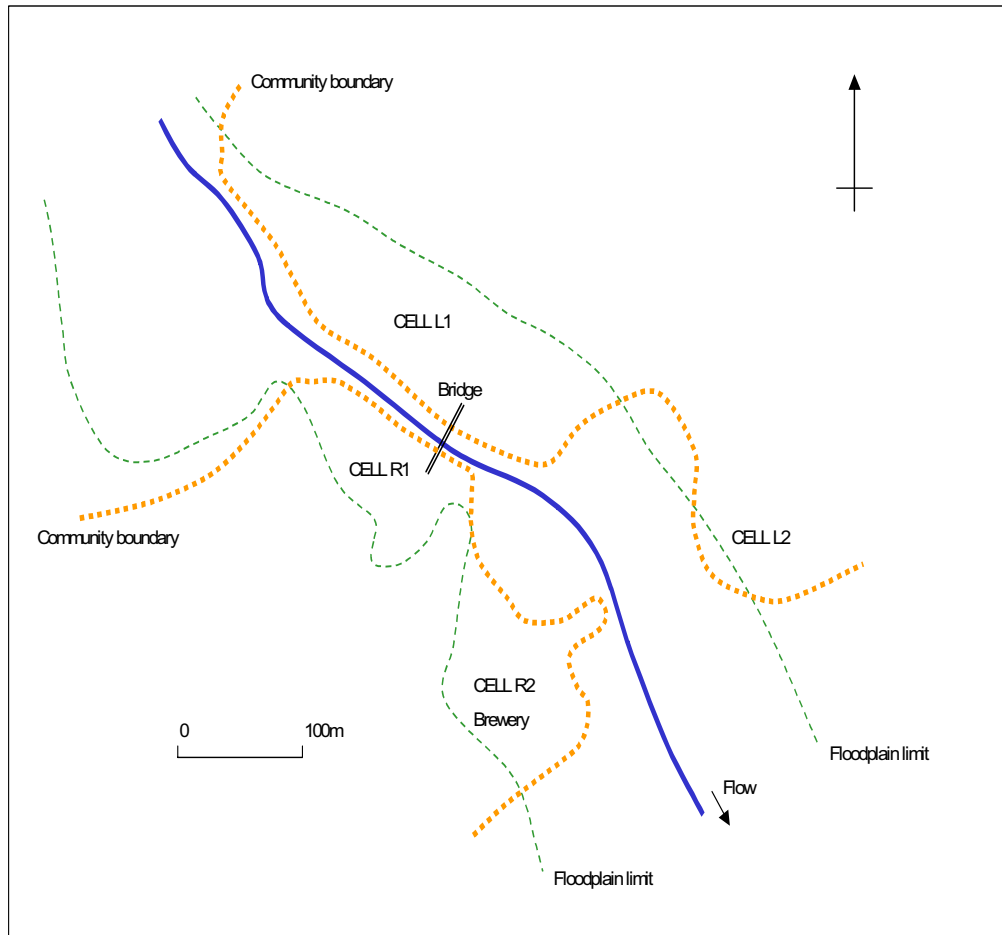 Community boundary
CELL L1
Bridge
CELL R1
Community boundary
CELL L2
CELL R2
Brewery
0 100m
Floodplain limit
Flow
Floodplain limit